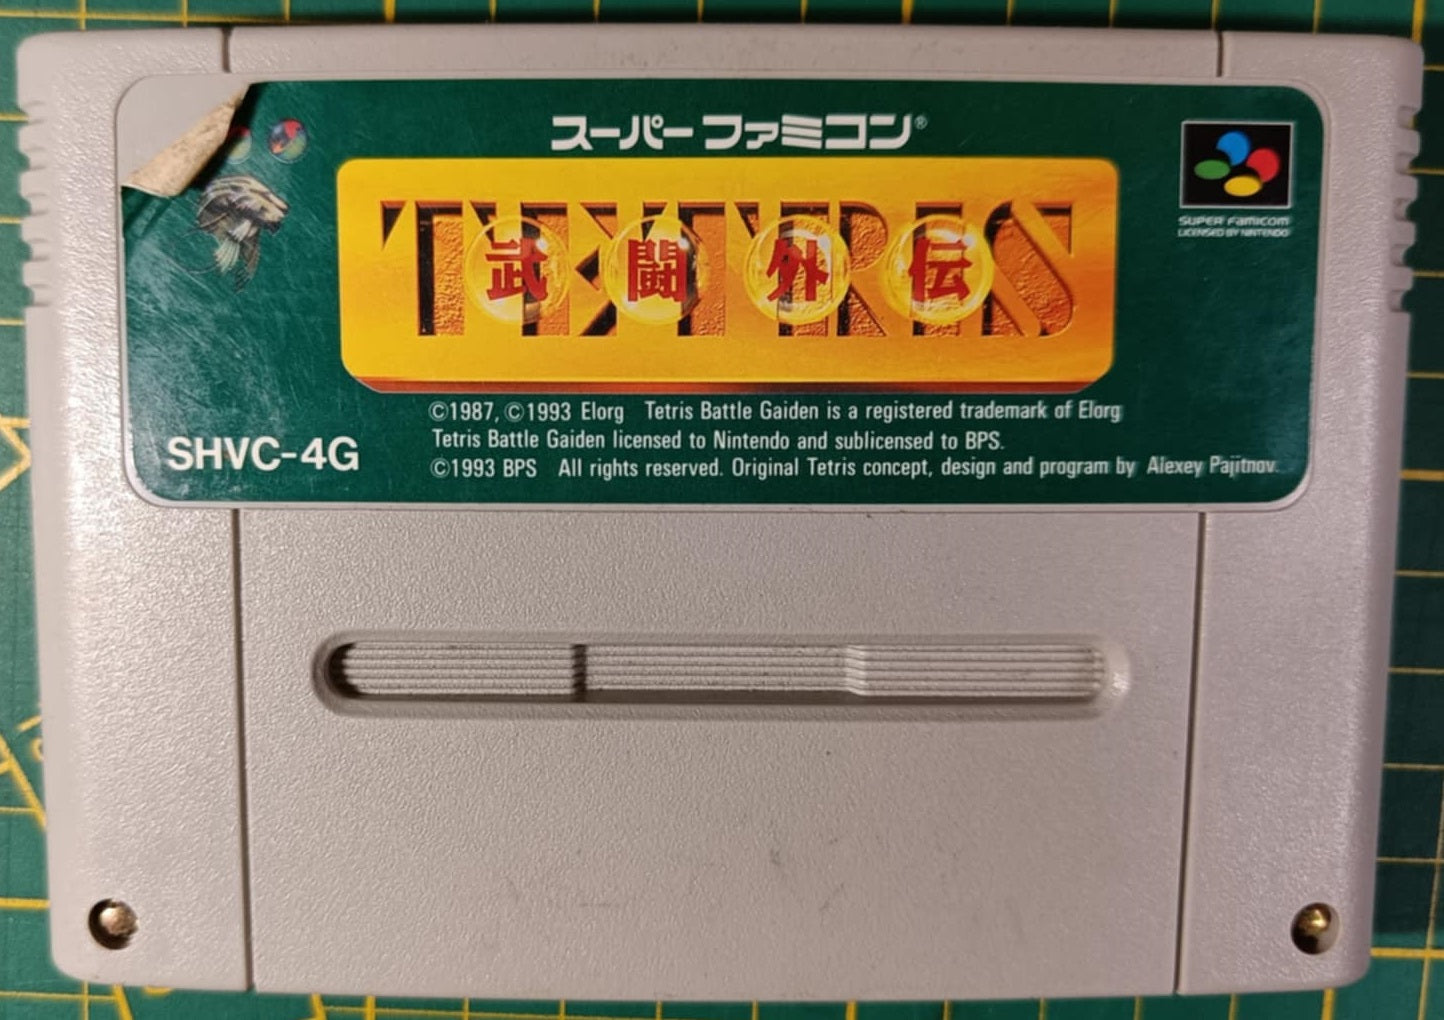 スーパーファミコン®
TETRIS
武闘外伝
SUPER FAMICOM
LICENSED BY NINTENDO
©1987, ©1993 Elorg Tetris Battle Gaiden is a registered trademark of Elorg
Tetris Battle Gaiden licensed to Nintendo and sublicensed to BPS.
SHVC-4G
©1993 BPS All rights reserved. Original Tetris concept, design and program by Alexey Pajitnov.